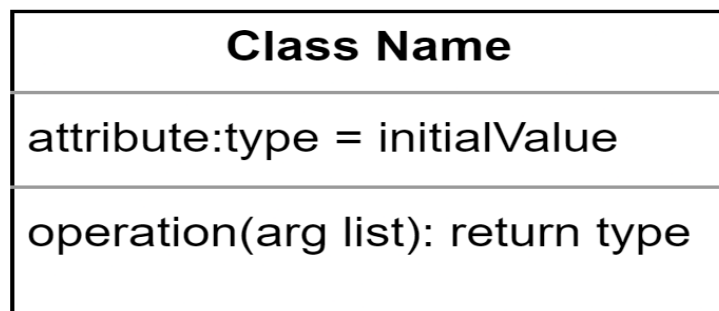 Class Name
attribute:type = initialValue
operation(arg list): return type